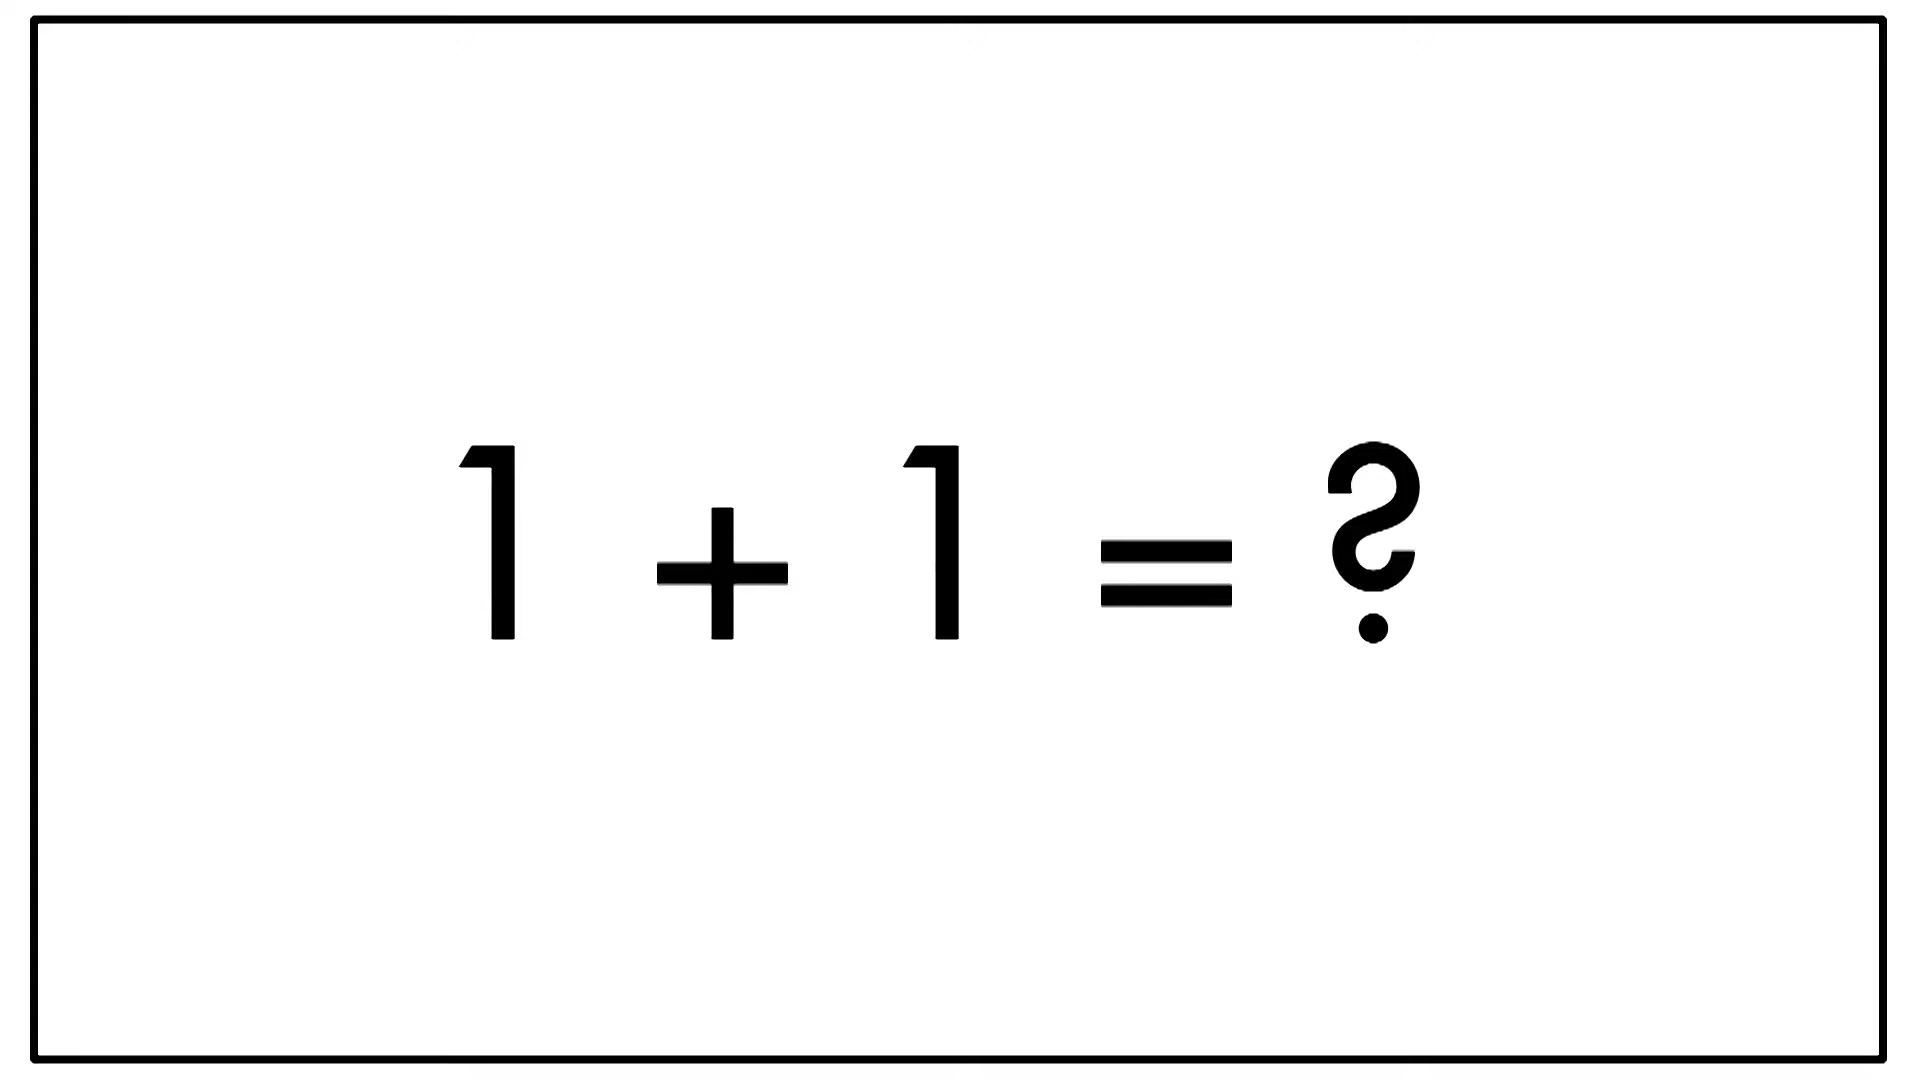 1 + 1 = ?